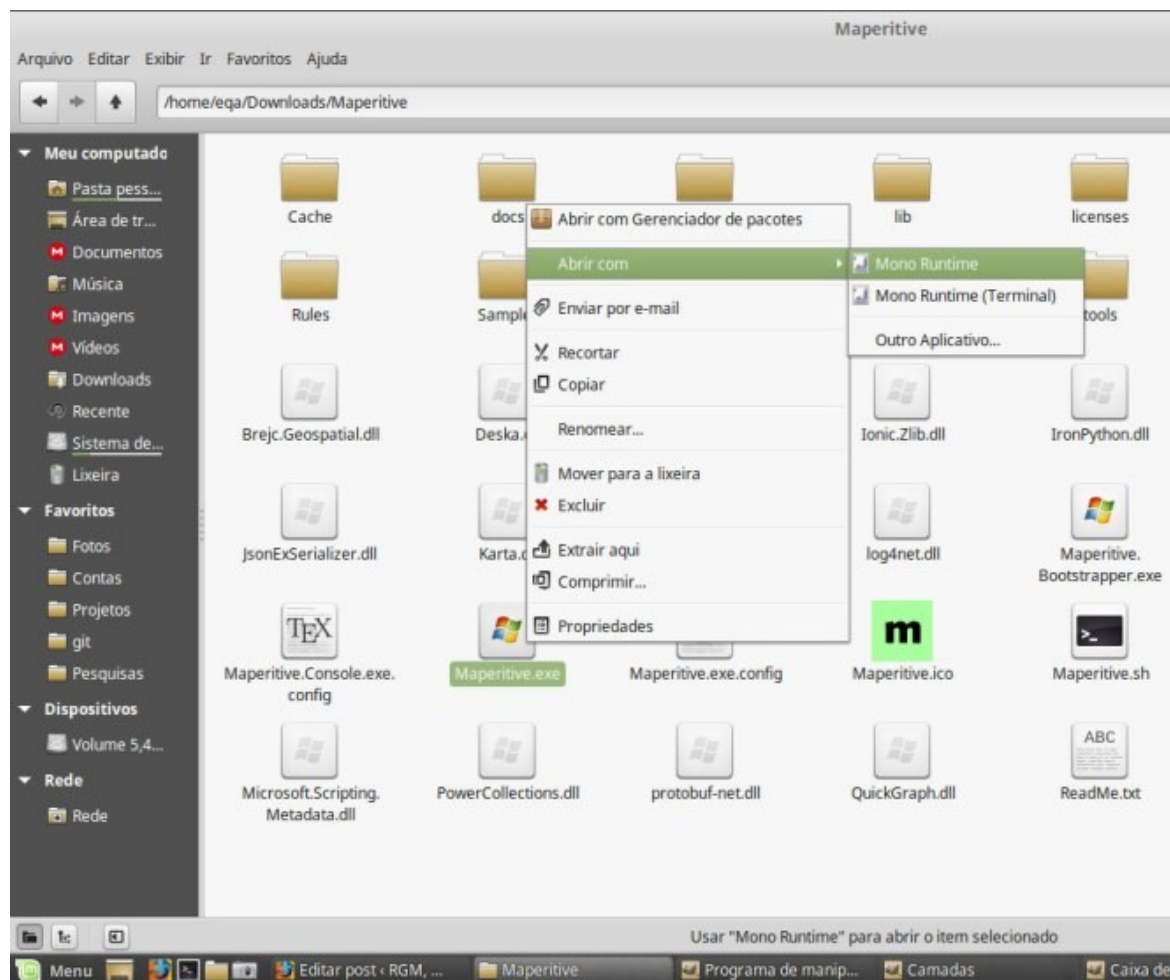 Maperitive
Arquivo Editar Exibir Ir Favoritos Ajuda
/home/eqa/Downloads/Maperitive
Meu computado
Pasta pess...
Área de tr...
Documentos
Música
Imagens
Vídeos
Downloads
Recente
Sistema de...
Lixeira
Favoritos
Fotos
Contas
Projetos
git
Pesquisas
Dispositivos
Volume 5,4...
Rede
Rede
Cache
docs
lib
licenses
Rules
Sampl
tools
Brejc.Geospatial.dll
Deska.
Ionic.Zlib.dll
IronPython.dll
JsonExSerializer.dll
Karta.
log4net.dll
Maperitive.
Bootstrapper.exe
TEX
Maperitive.Console.exe.
config
Maperitive.exe
Maperitive.exe.config
m
Maperitive.ico
Maperitive.sh
Microsoft.Scripting.
Metadata.dll
PowerCollections.dll
protobuf-net.dll
QuickGraph.dll
ABC
ReadMe.txt
Abrir com Gerenciador de pacotes
Abrir com
Enviar por e-mail
Recortar
Copiar
Renomear...
Mover para a lixeira
Excluir
Extrair aqui
Comprimir...
Propriedades
Mono Runtime
Mono Runtime (Terminal)
Outro Aplicativo...
Usar "Mono Runtime" para abrir o item selecionado
Menu
Editar post ‹ RGM, ...
Maperitive
Programa de manip...
Camadas
Caixa de